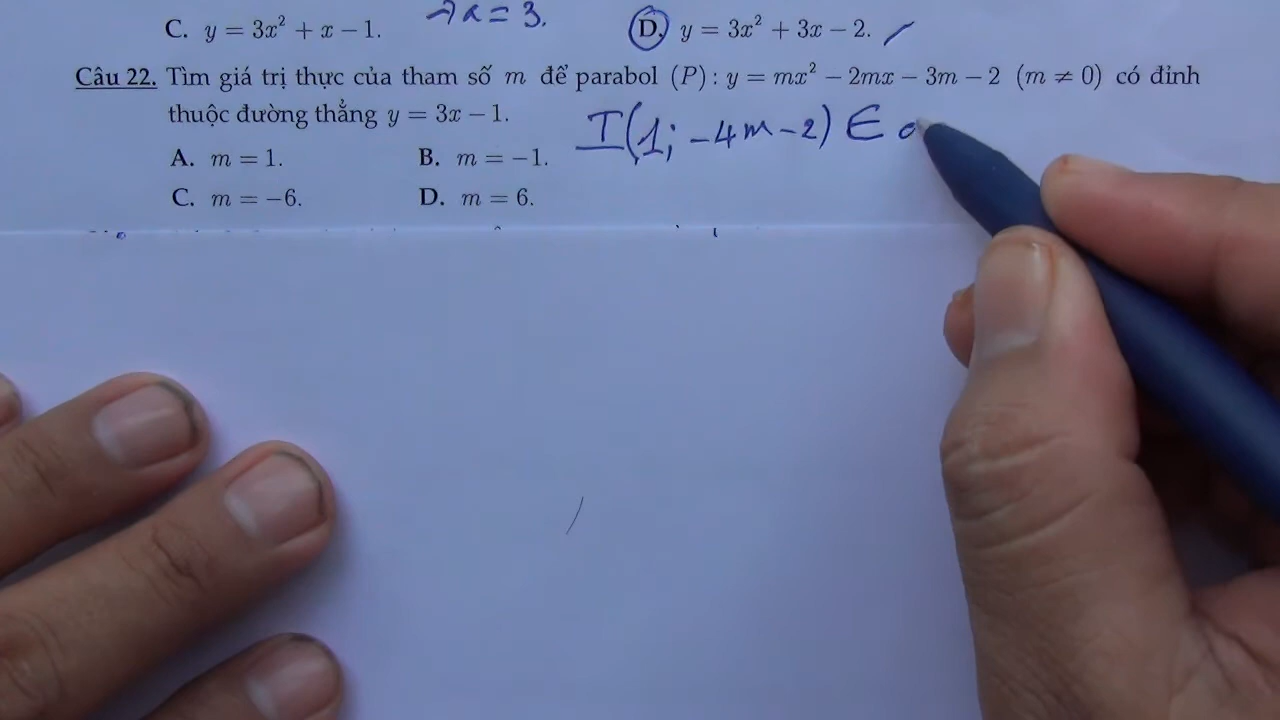 C. y = 3x² + x − 1. → a = 3. D. y = 3x² + 3x − 2.
Câu 22. Tìm giá trị thực của tham số m để parabol (P) : y = mx² − 2mx − 3m − 2 (m ≠ 0) có đỉnh
thuộc đường thẳng y = 3x − 1. I(1; −4m−2) ∈
A. m = 1. B. m = −1.
C. m = −6. D. m = 6.